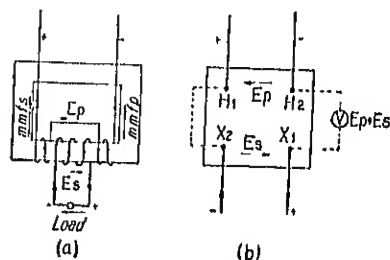 + -
mmfs
Ep
mmfp
Es
- +
Load
(a)
+ -
Ep
H1 H2
V Ep+Es
X2 X1
Es
- +
(b)